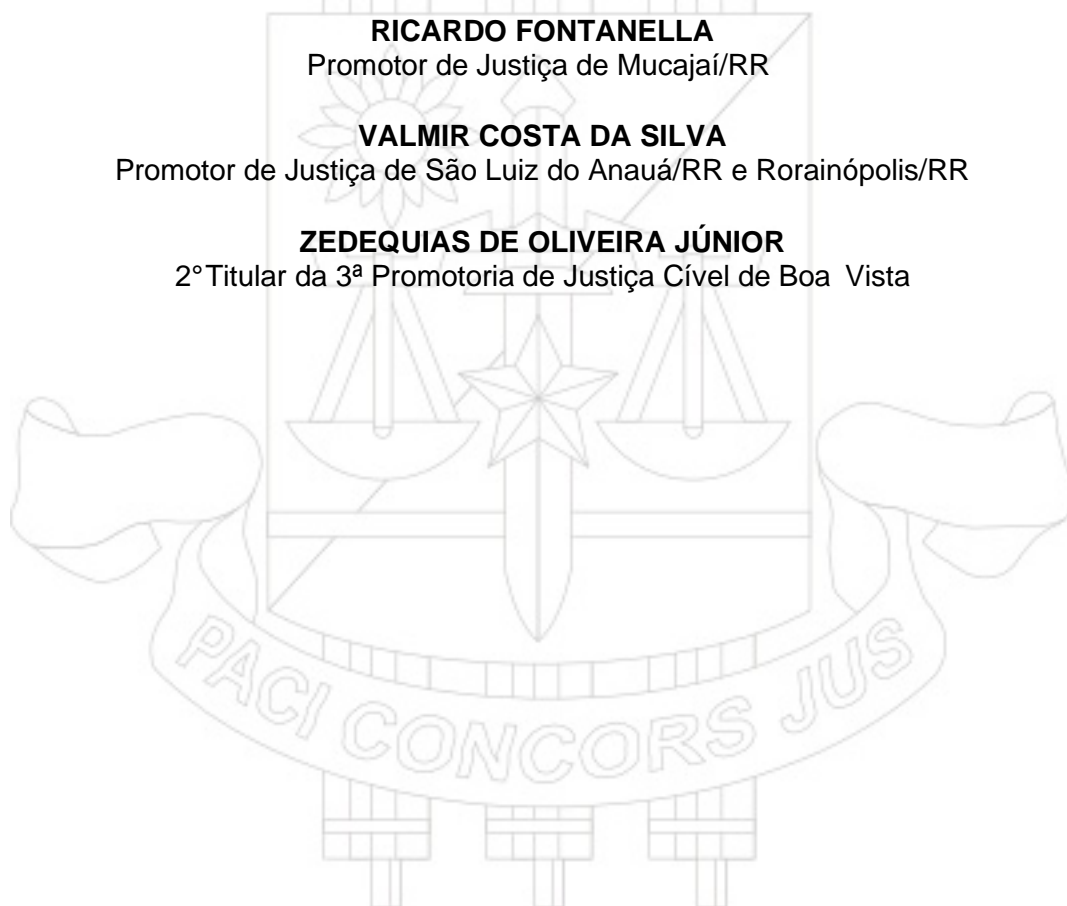 RICARDO FONTANELLA
Promotor de Justiça de Mucajaí/RR
VALMIR COSTA DA SILVA
Promotor de Justiça de São Luiz do Anauá/RR e Rorainópolis/RR
ZEDEQUIAS DE OLIVEIRA JÚNIOR
2° Titular da 3ª Promotoria de Justiça Cível de Boa Vista
PACI CONCORS JUS